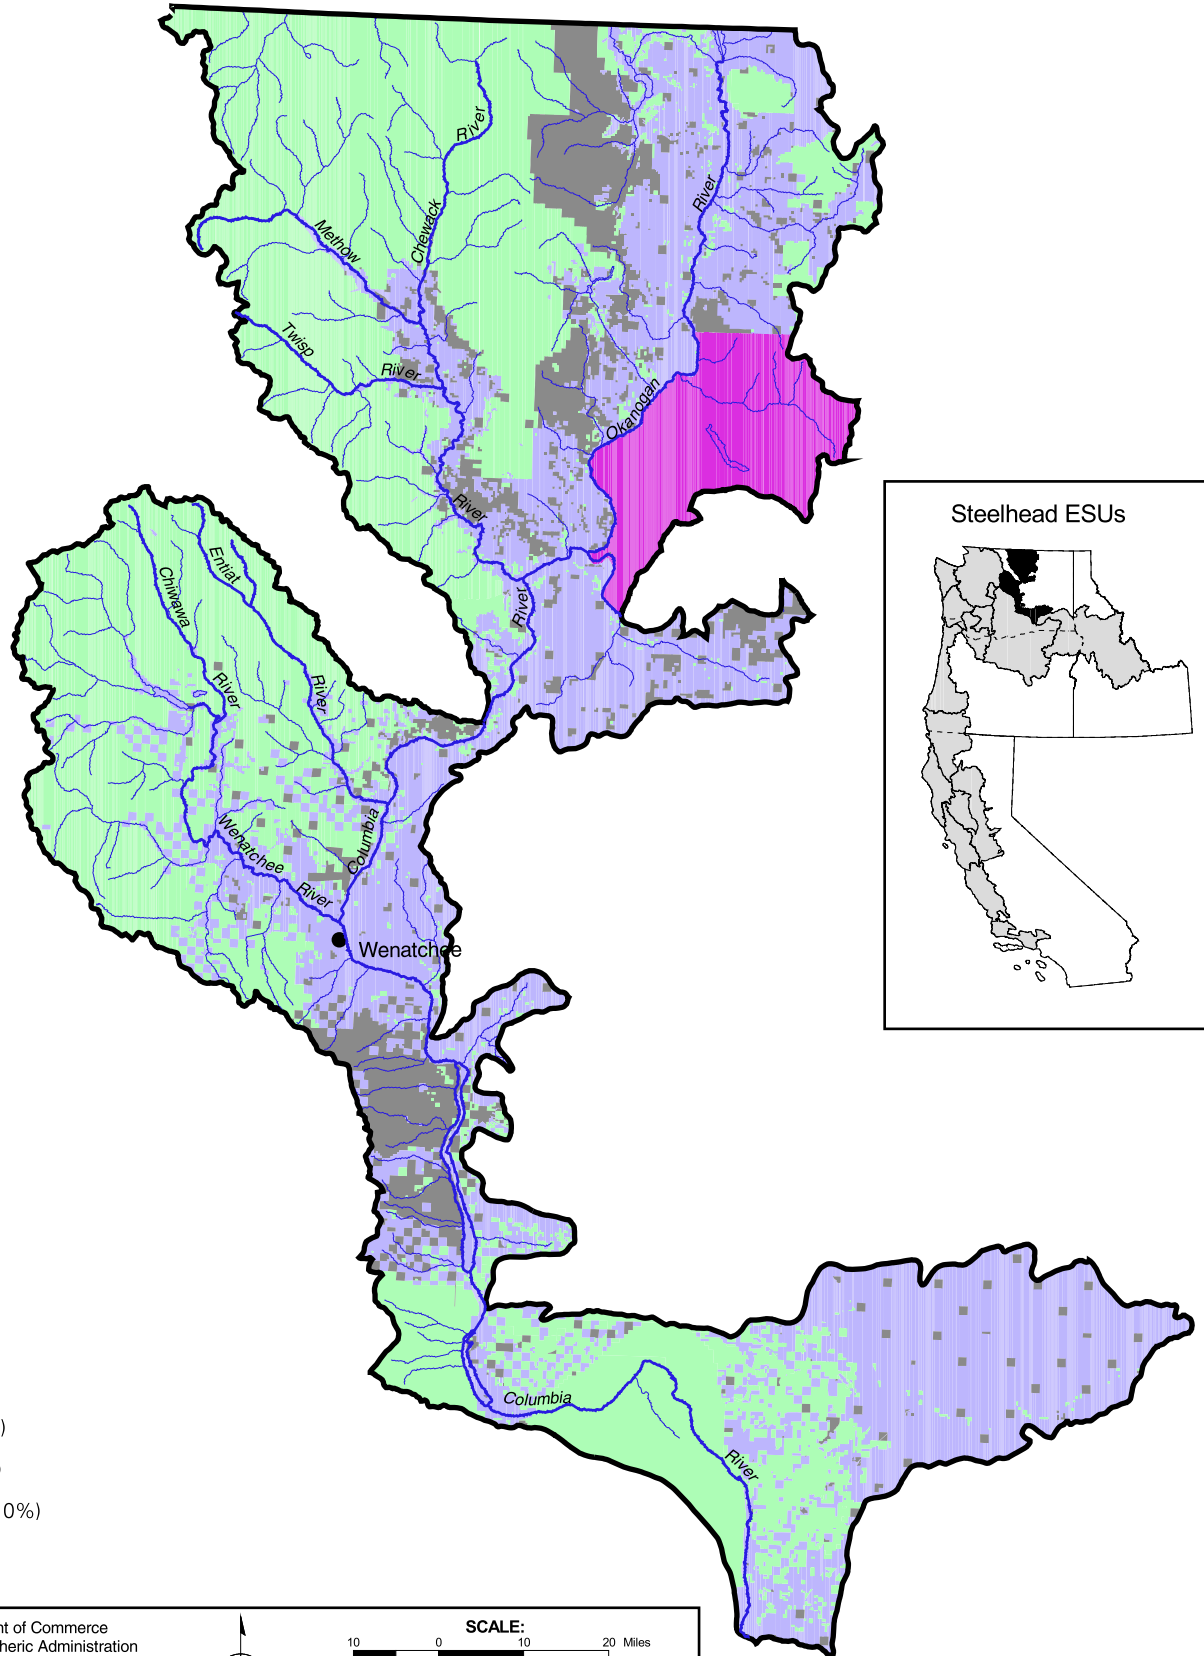 River
Chewack
River
Methow
Twisp
River
Okanogan
River
Steelhead ESUs
Entiat
Chiwawa
River
River
River
Columbia
Wenatchee
River
Wenatchee
Columbia
River
)
0%)
nt of Commerce
heric Administration
SCALE:
10 0 10 20 Miles